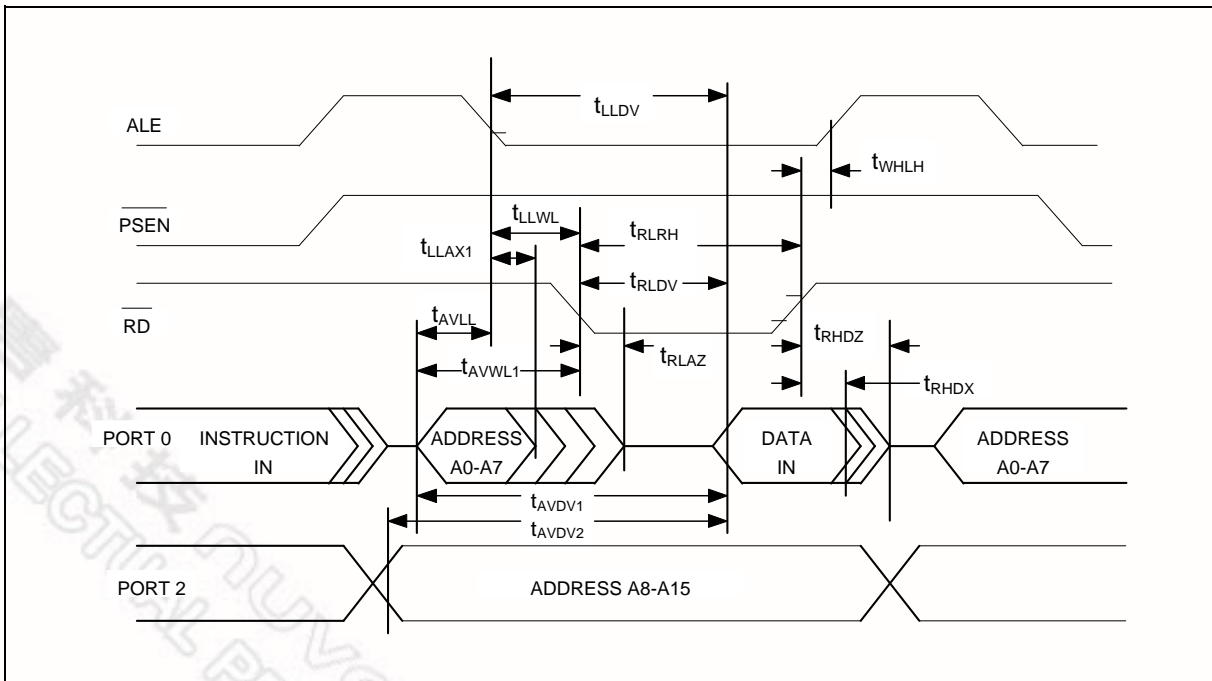 ALE
tLLDV
tWHLH
PSEN
tLLWL
tRLRH
tLLAX1
tRLDV
RD
tAVLL
tRHDZ
tRLAZ
tAVWL1
tRHDX
PORT 0
INSTRUCTION
IN
ADDRESS
A0-A7
DATA
IN
ADDRESS
A0-A7
tAVDV1
tAVDV2
PORT 2
ADDRESS A8-A15